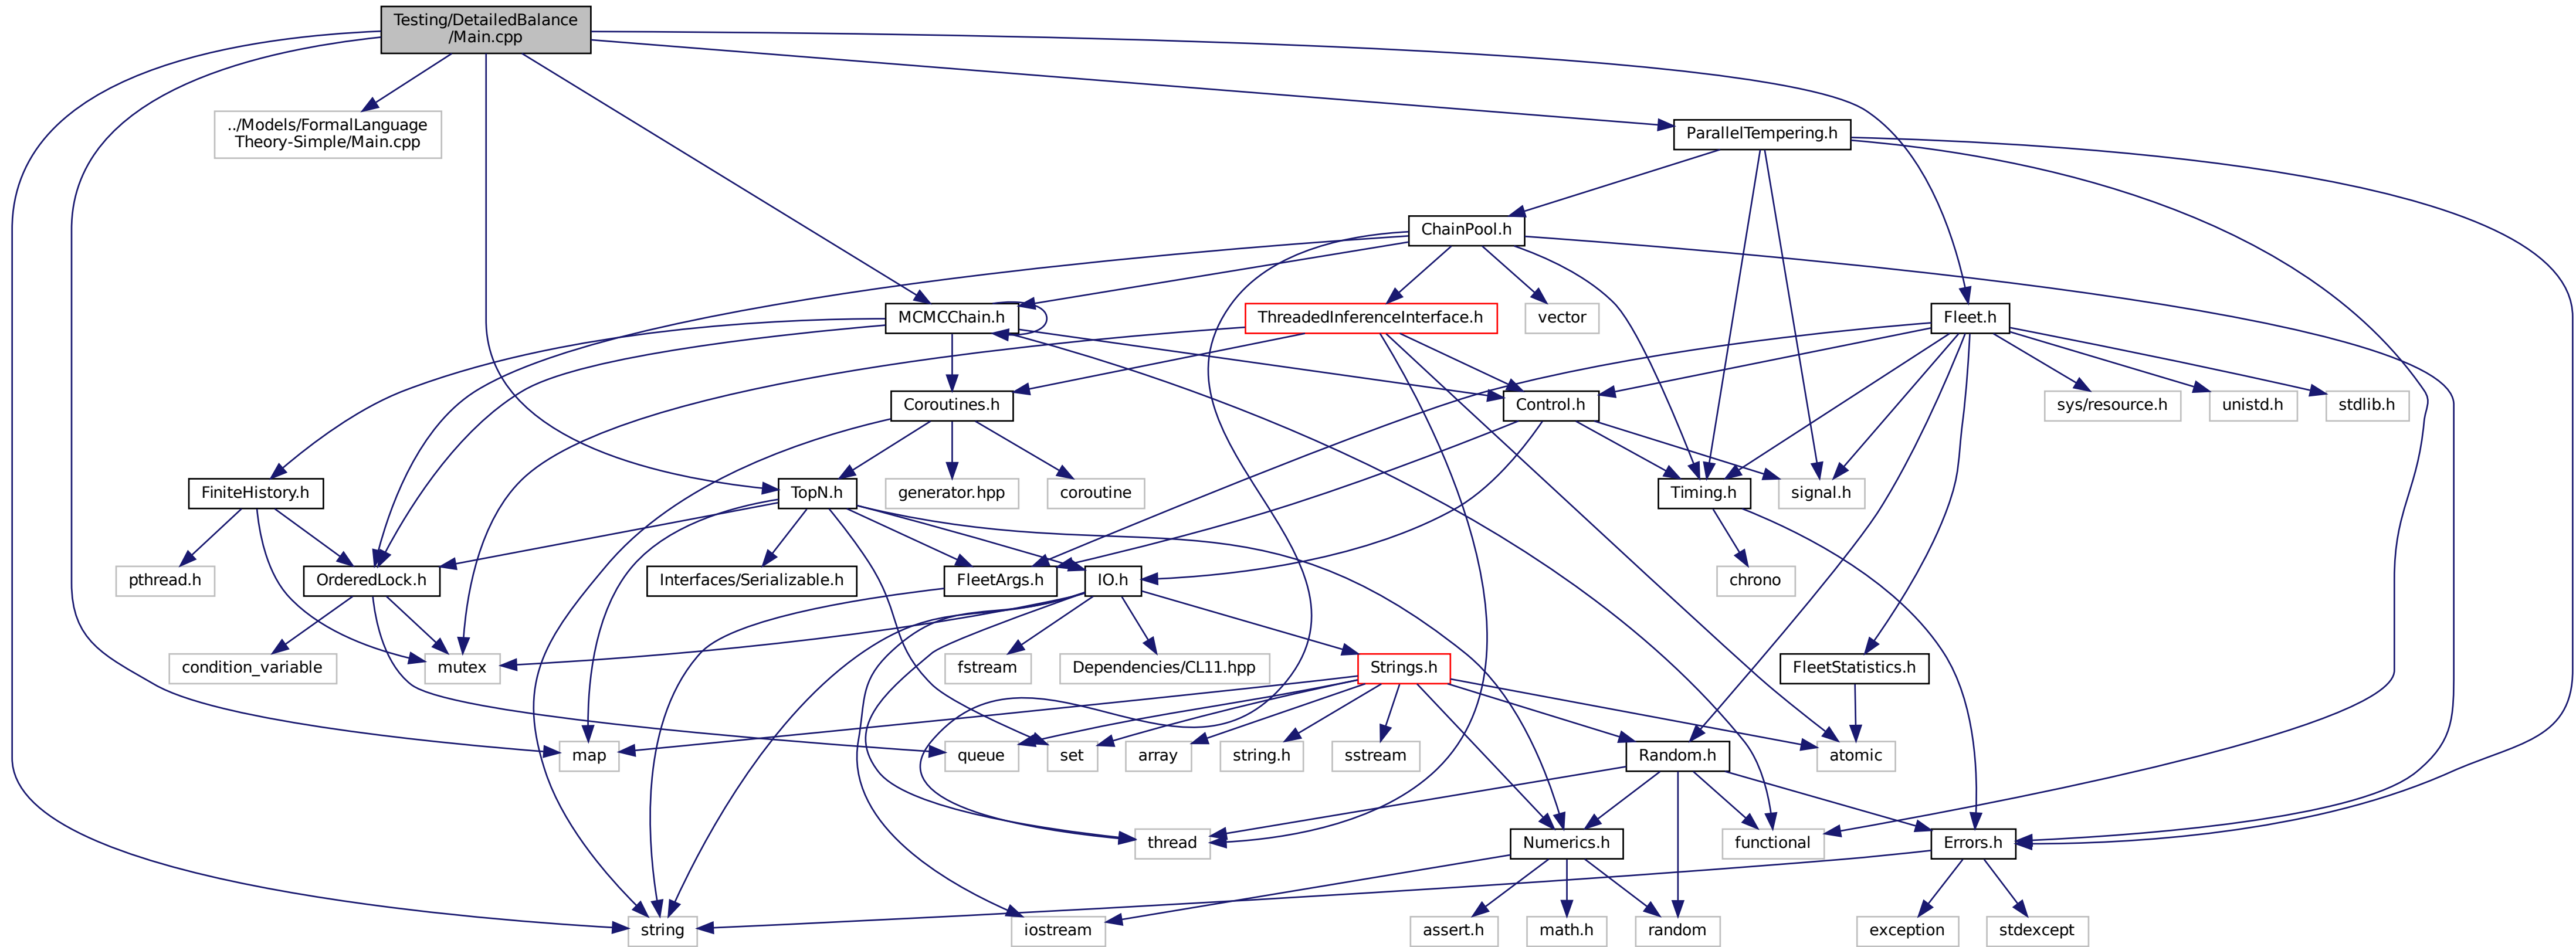 Testing/DetailedBalance
/Main.cpp
../Models/FormalLanguage
Theory-Simple/Main.cpp
ParallelTempering.h
ChainPool.h
MCMCChain.h
ThreadedInferenceInterface.h
vector
Fleet.h
Coroutines.h
Control.h
sys/resource.h
unistd.h
stdlib.h
FiniteHistory.h
TopN.h
generator.hpp
coroutine
Timing.h
signal.h
pthread.h
OrderedLock.h
Interfaces/Serializable.h
FleetArgs.h
IO.h
chrono
condition_variable
mutex
fstream
Dependencies/CL11.hpp
Strings.h
FleetStatistics.h
map
queue
set
array
string.h
sstream
Random.h
atomic
thread
Numerics.h
functional
Errors.h
string
iostream
assert.h
math.h
random
exception
stdexcept